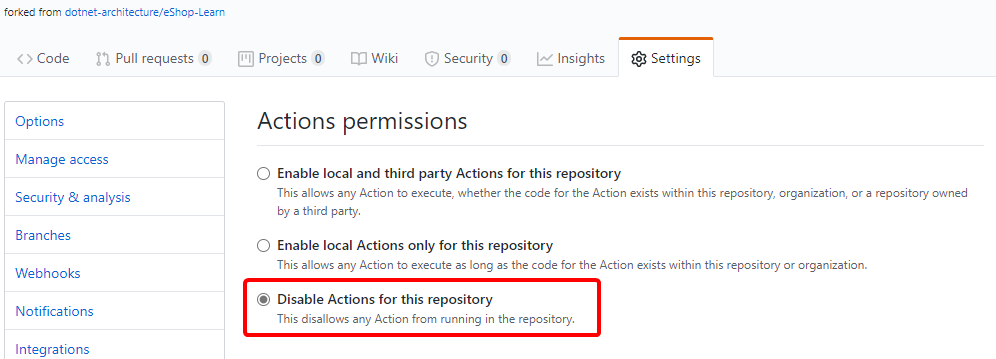 forked from dotnet-architecture/eShop-Learn
Code Pull requests 0 Projects 0 Wiki Security 0 Insights Settings
Options
Manage access
Security & analysis
Branches
Webhooks
Notifications
Integrations
Actions permissions
Enable local and third party Actions for this repository
This allows any Action to execute, whether the code for the Action exists within this repository, organization, or a repository owned
by a third party.
Enable local Actions only for this repository
This allows any Action to execute as long as the code for the Action exists within this repository or organization.
Disable Actions for this repository
This disallows any Action from running in the repository.